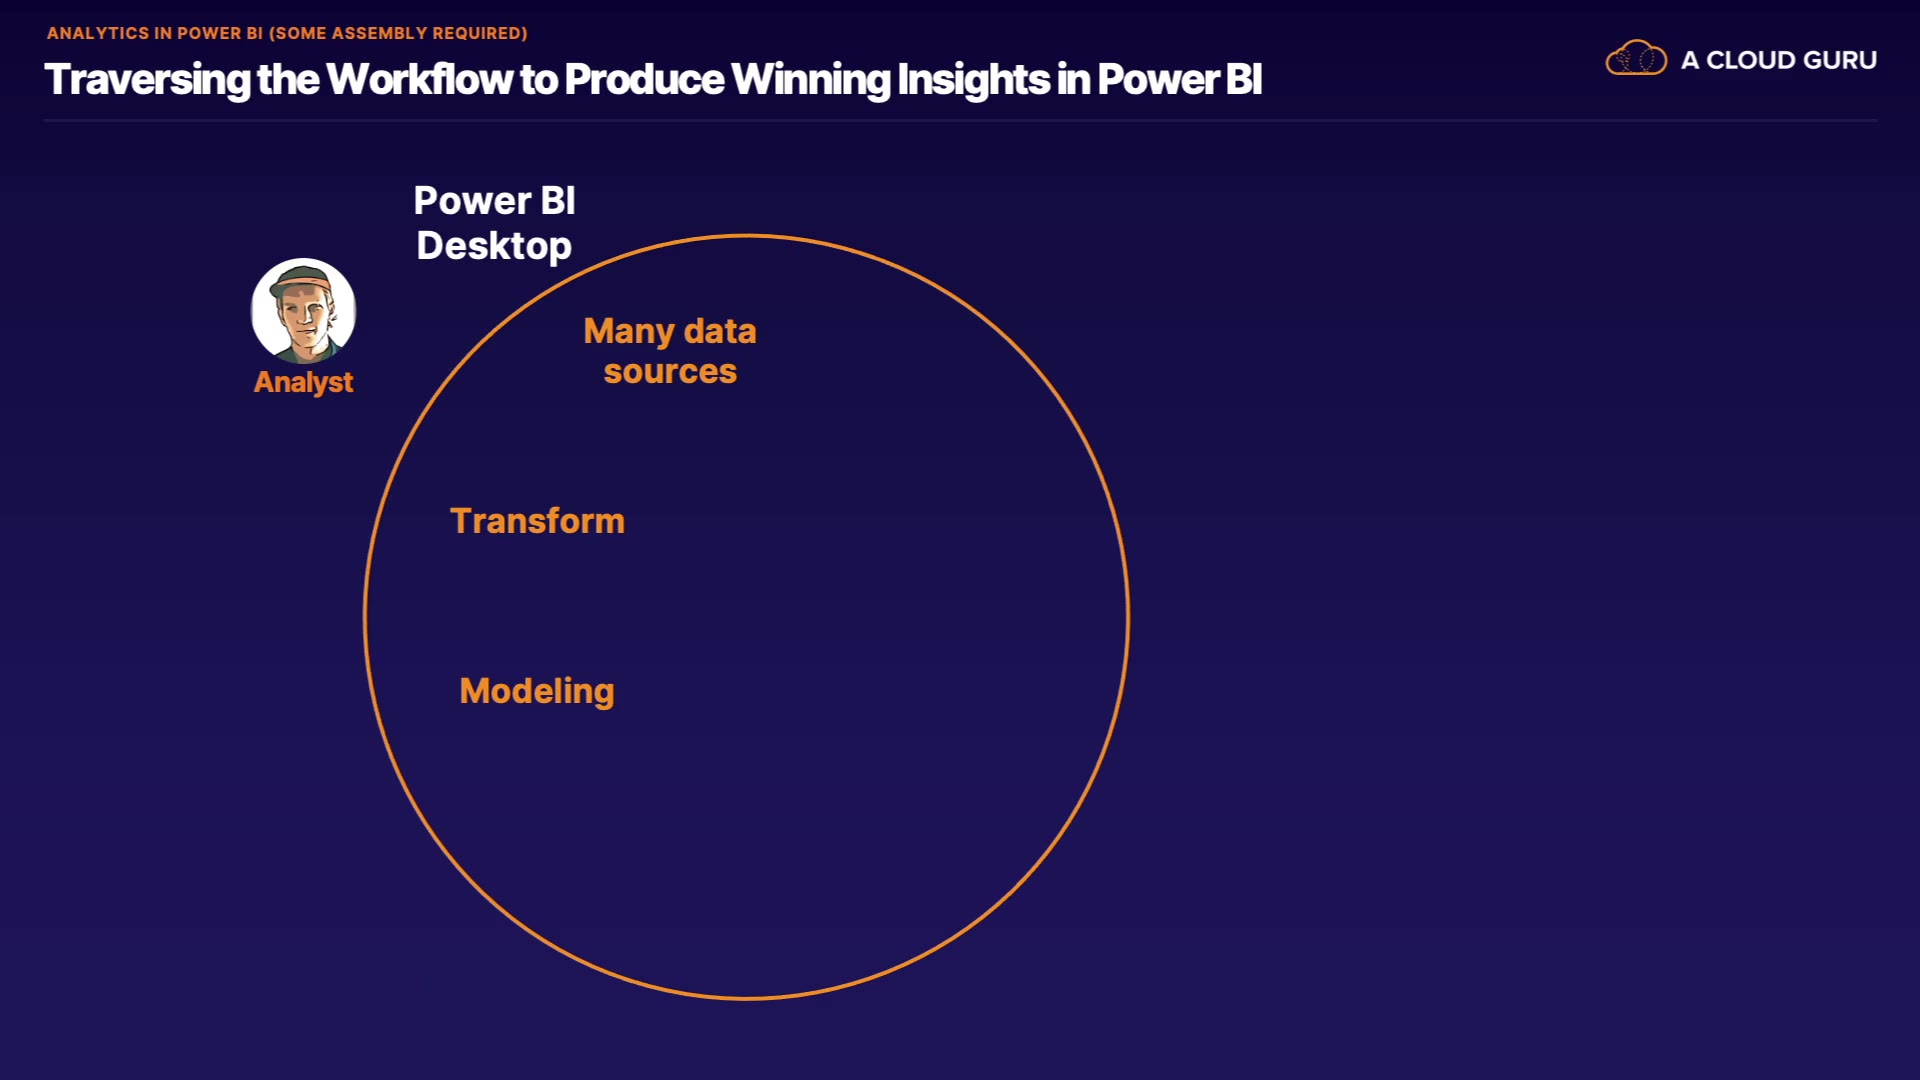 ANALYTICS IN POWER BI (SOME ASSEMBLY REQUIRED)
Traversing the Workflow to Produce Winning Insights in Power BI
A CLOUD GURU
Power BI
Desktop
Analyst
Many data
sources
Transform
Modeling